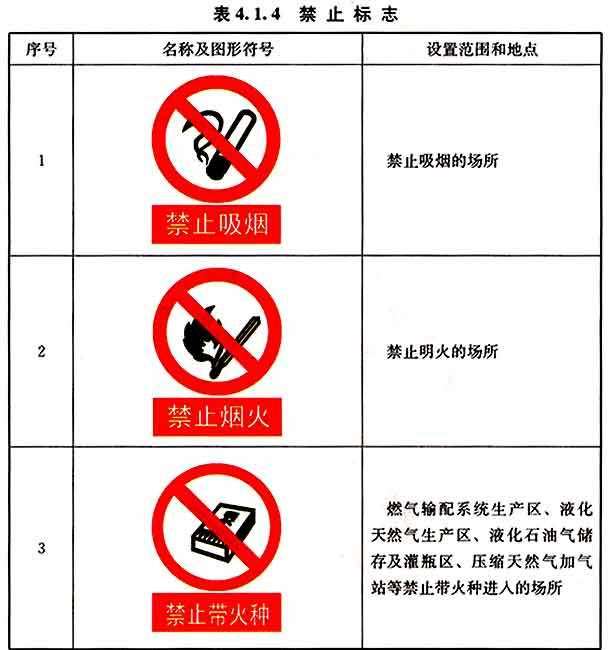 表4.1.4 禁止标志
序号 名称及图形符号 设置范围和地点
1
禁止吸烟
禁止吸烟的场所
2
禁止烟火
禁止明火的场所
3
禁止带火种
燃气输配系统生产区、液化
天然气生产区、液化石油气储
存及灌瓶区、压缩天然气加气
站等禁止带火种进入的场所